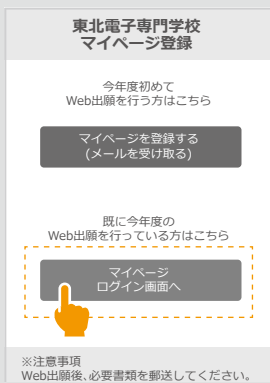 東北電子専門学校
マイページ登録
今年度初めて
Web出願を行う方はこちら
マイページを登録する
(メールを受け取る)
既に今年度の
Web出願を行っている方はこちら
マイページ
ログイン画面へ
※注意事項
Web出願後、必要書類を郵送してください。